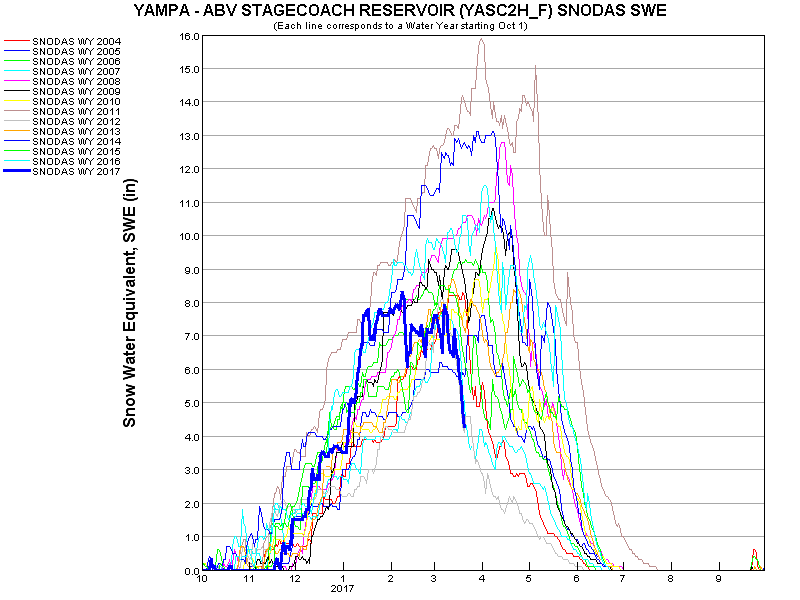 YAMPA - ABV STAGECOACH RESERVOIR (YASC2H_F) SNODAS SWE
(Each line corresponds to a Water Year starting Oct 1)
SNODAS WY 2004
SNODAS WY 2005
SNODAS WY 2006
SNODAS WY 2007
SNODAS WY 2008
SNODAS WY 2009
SNODAS WY 2010
SNODAS WY 2011
SNODAS WY 2012
SNODAS WY 2013
SNODAS WY 2014
SNODAS WY 2015
SNODAS WY 2016
SNODAS WY 2017
Snow Water Equivalent, SWE (in)
16.0
15.0
14.0
13.0
12.0
11.0
10.0
9.0
8.0
7.0
6.0
5.0
4.0
3.0
2.0
1.0
0.0
10 11 12 1 2 3 4 5 6 7 8 9
2017